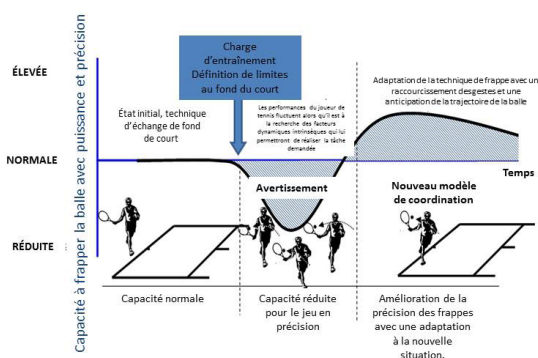 Capacité à frapper la balle avec puissance et précision
ÉLEVÉE
NORMALE
RÉDUITE
Charge
d'entraînement
Définition de limites
au fond du court
État initial, technique
d'échange de fond
de court
Les performances du joueur de
tennis fluctuent alors qu'il est à
la recherche des facteurs
dynamiques intrinsèques qui lui
permettront de réaliser la tâche
demandée
Adaptation de la technique de frappe avec un
raccourcissement des gestes et une
anticipation de la trajectoire de la balle
Temps
Avertissement
Nouveau modèle
de coordination
Capacité normale
Capacité réduite
pour le jeu en
précision
Amélioration de la
précision des frappes
avec une adaptation
à la nouvelle
situation.